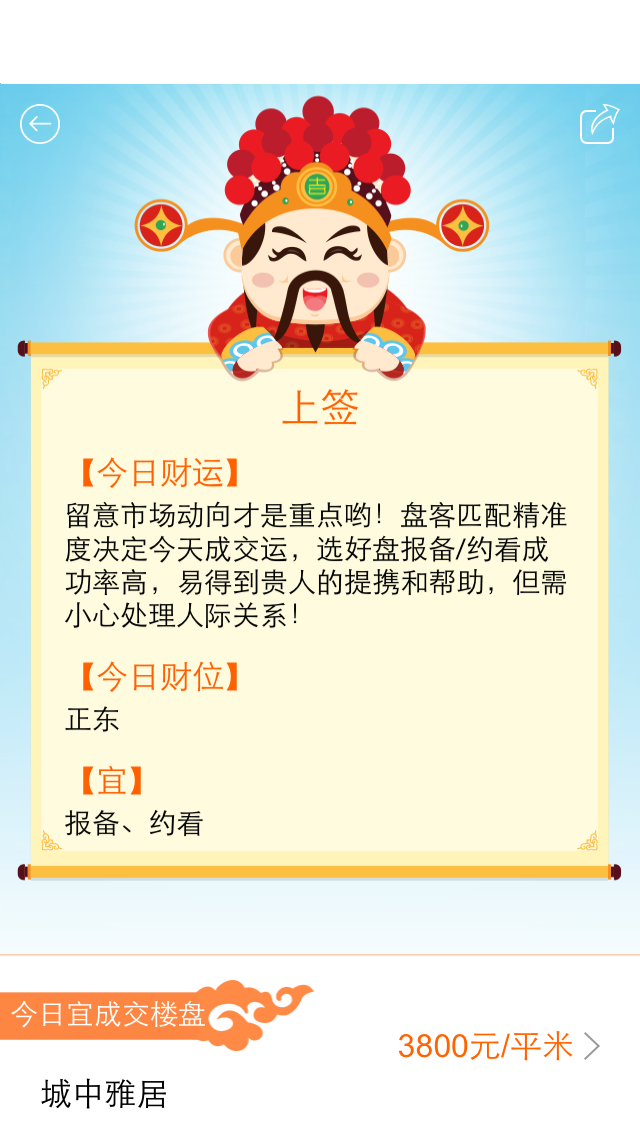 吉
上签
【今日财运】
留意市场动向才是重点哟！盘客匹配精准
度决定今天成交运，选好盘报备/约看成
功率高，易得到贵人的提携和帮助，但需
小心处理人际关系！
【今日财位】
正东
【宜】
报备、约看
今日宜成交楼盘
3800元/平米
城中雅居